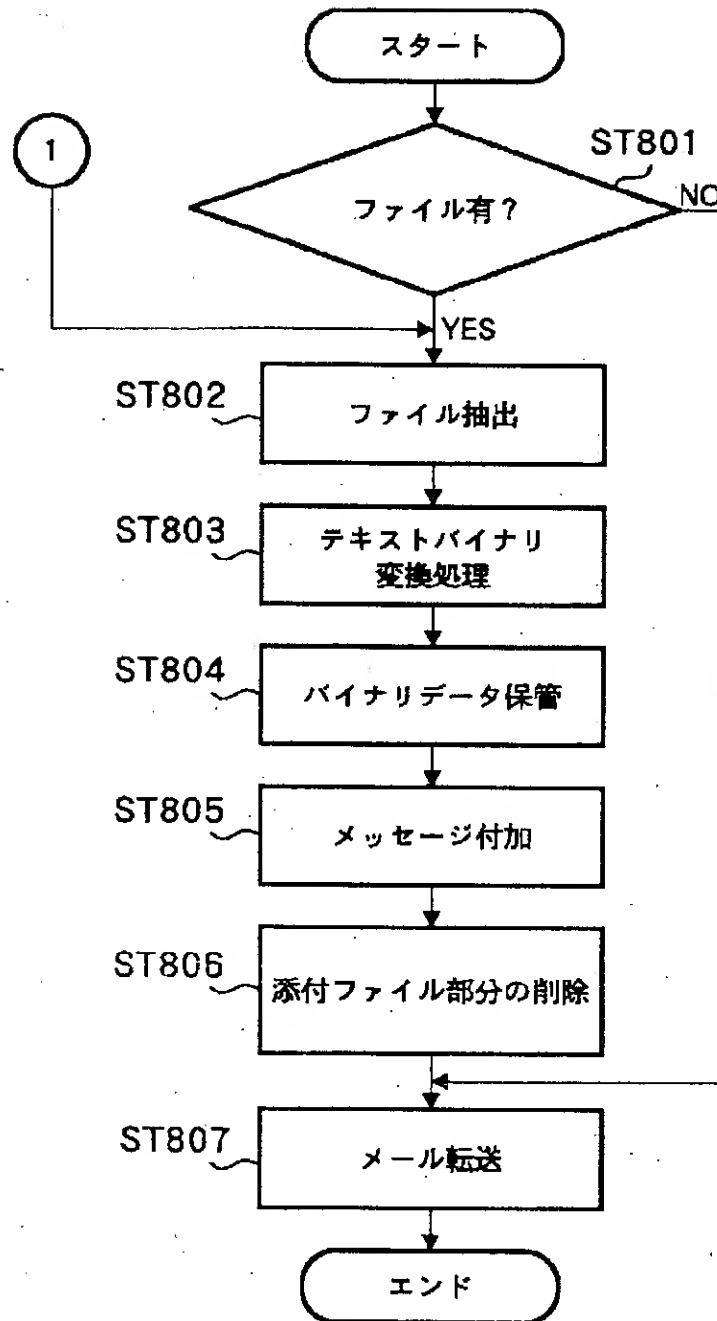 スタート
1
ST801
ファイル有?
NO
YES
ST802
ファイル抽出
ST803
テキストバイナリ
変換処理
ST804
バイナリデータ保管
ST805
メッセージ付加
ST806
添付ファイル部分の削除
ST807
メール転送
エンド